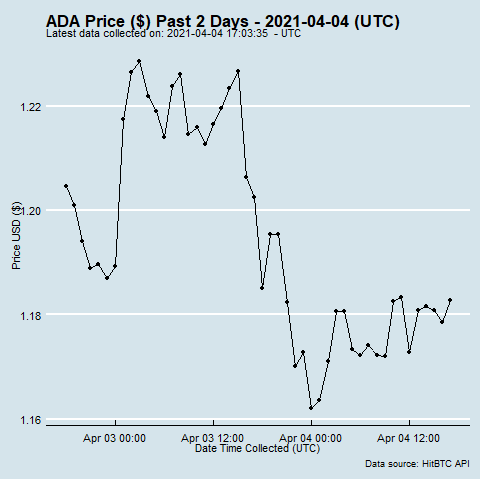 ADA Price ($) Past 2 Days - 2021-04-04 (UTC)
Latest data collected on: 2021-04-04 17:03:35  - UTC
Price USD ($)
1.22
1.20
1.18
1.16
Apr 03 00:00 Apr 03 12:00 Apr 04 00:00 Apr 04 12:00
Date Time Collected (UTC)
Data source: HitBTC API